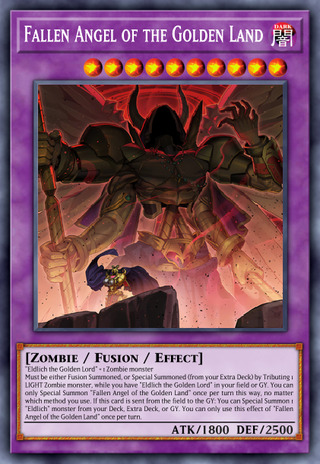 Fallen Angel of the Golden Land
DARK
闇
[Zombie / Fusion / Effect]
"Eldlich the Golden Lord" + 1 Zombie monster
Must be either Fusion Summoned, or Special Summoned (from your Extra Deck) by Tributing 1
LIGHT Zombie monster, while you have "Eldlich the Golden Lord" in your field or GY. You can
only Special Summon "Fallen Angel of the Golden Land" once per turn this way, no matter
which method you use. If this card is sent from the field to the GY: You can Special Summon 1
"Eldlich" monster from your Deck, Extra Deck, or GY. You can only use this effect of "Fallen
Angel of the Golden Land" once per turn.
ATK/1800 DEF/2500